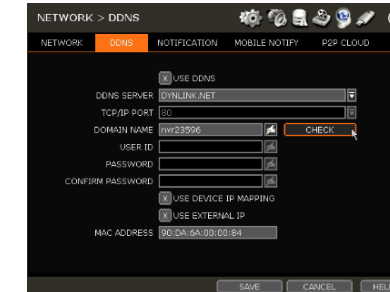 NETWORK > DDNS
NETWORK DDNS NOTIFICATION MOBILE NOTIFY P2P CLOUD
X USE DDNS
DDNS SERVER DYNLINK.NET
TCP/IP PORT 80
DOMAIN NAME nvr23596 CHECK
USER ID
PASSWORD
CONFIRM PASSWORD
X USE DEVICE IP MAPPING
X USE EXTERNAL IP
MAC ADDRESS 90:DA:6A:00:00:84
SAVE CANCEL HEL